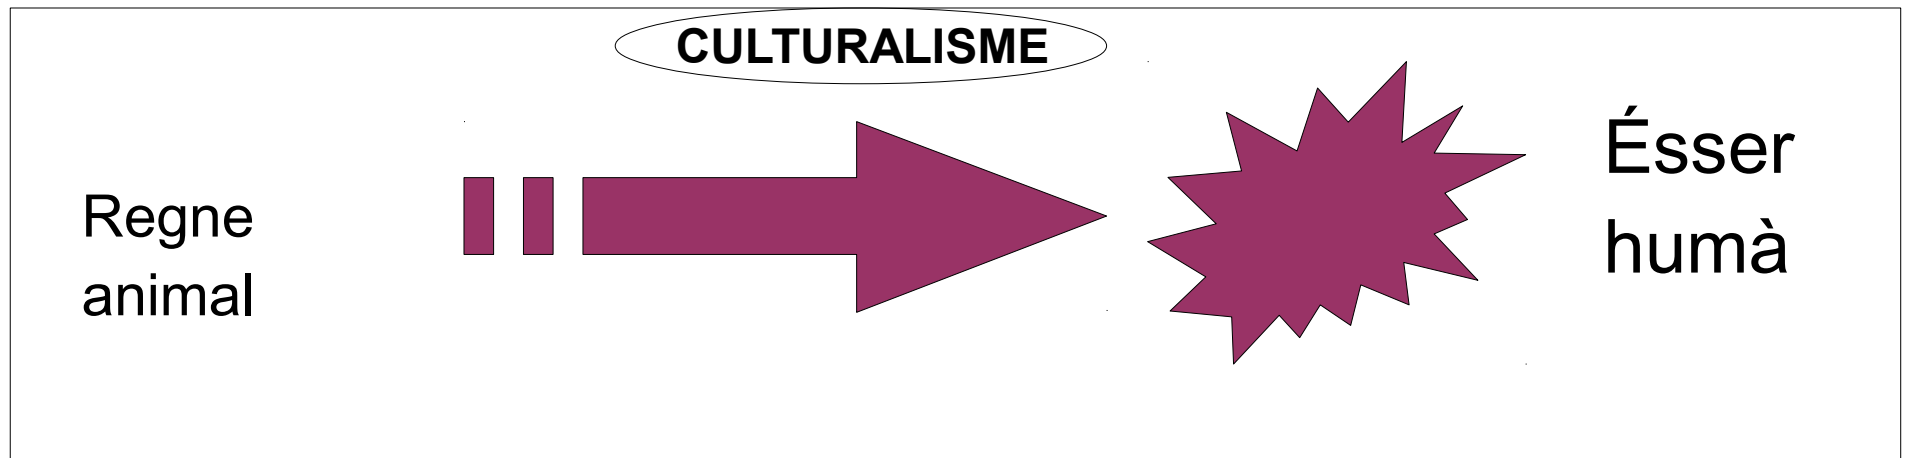 CULTURALISME
Regne
animal
Ésser
humà